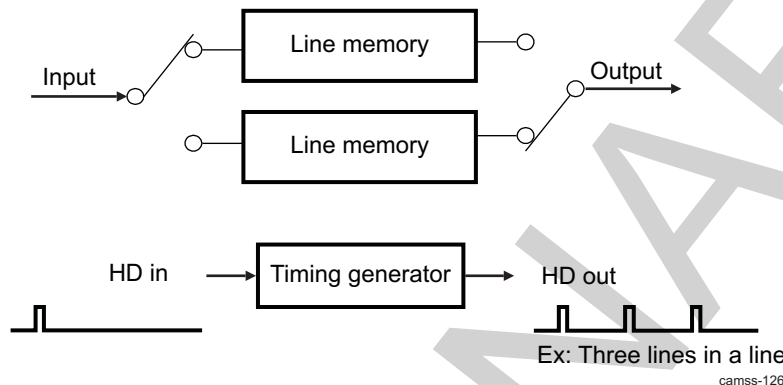 Line memory
Input
Output
Line memory
HD in
Timing generator
HD out
Ex: Three lines in a line
camss-126